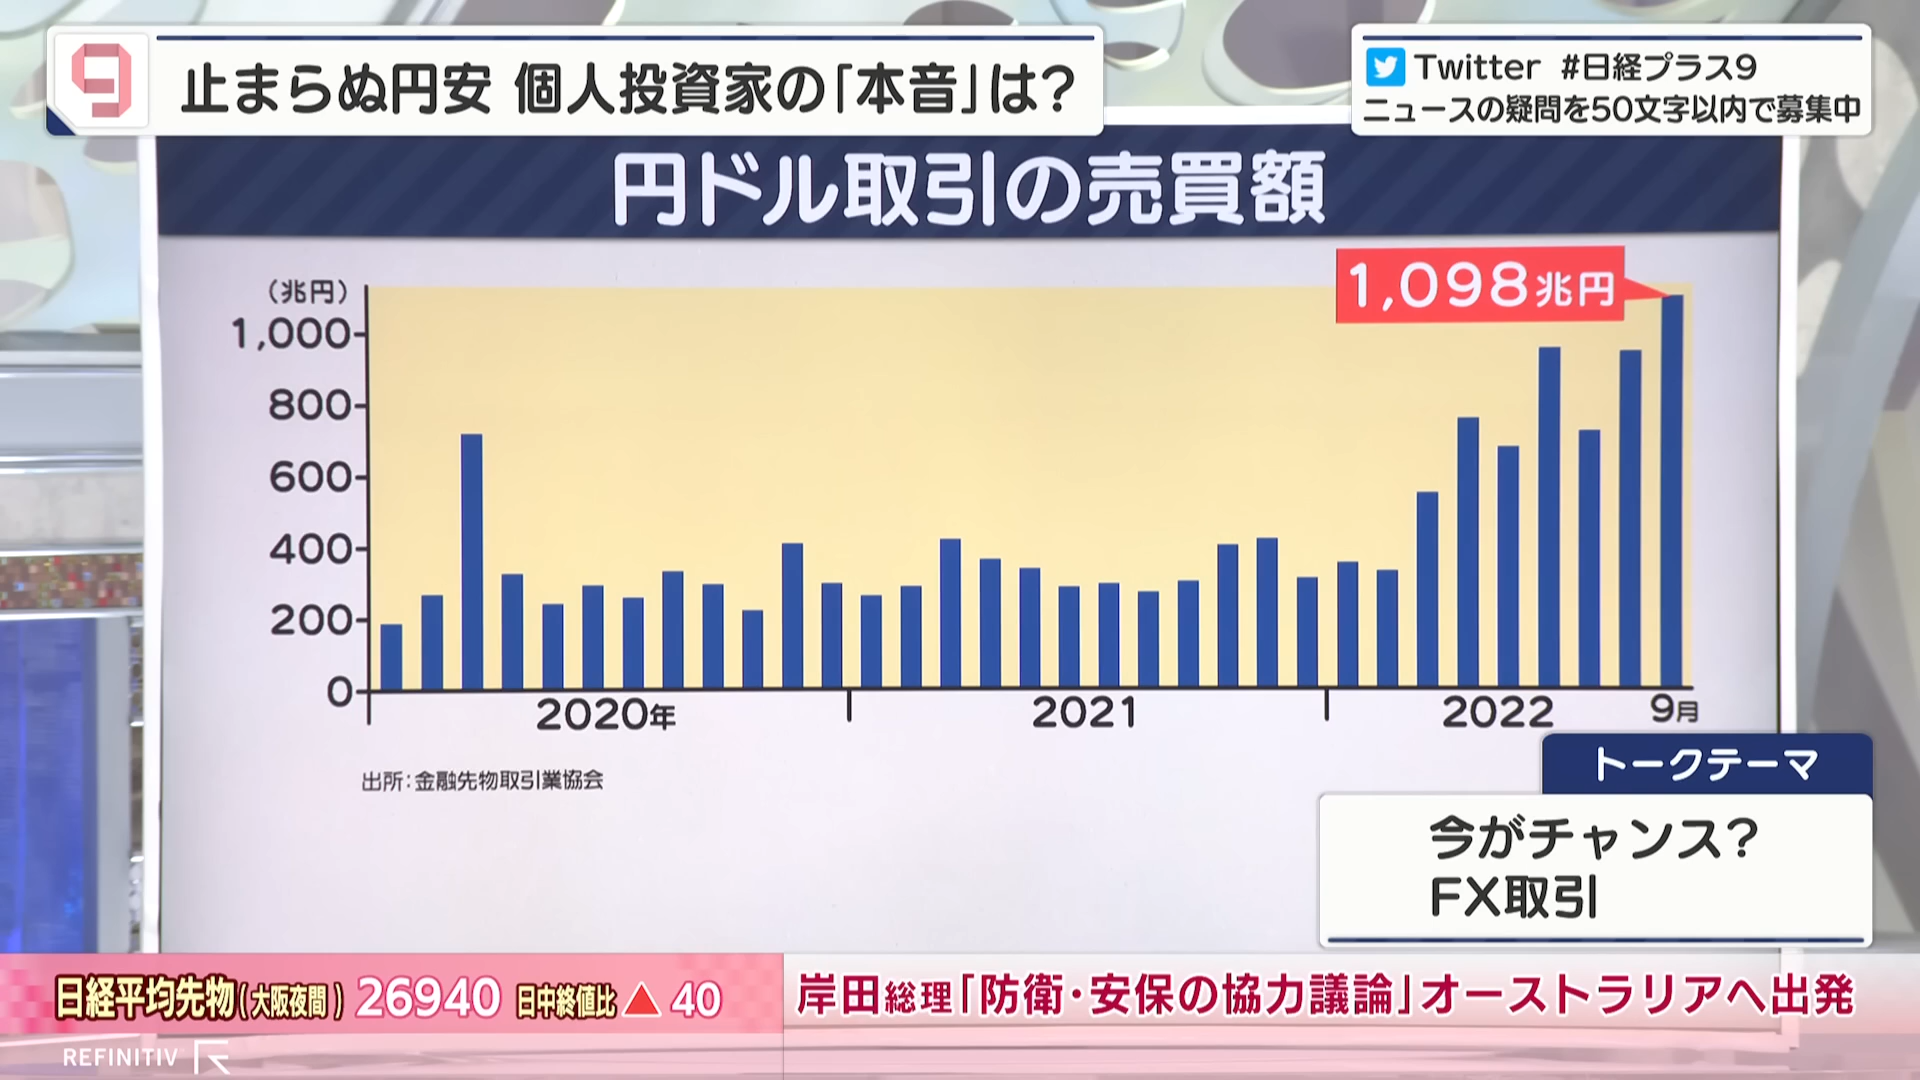 9
止まらぬ円安 個人投資家の「本音」は?
Twitter #日経プラス9
ニュースの疑問を50文字以内で募集中
円ドル取引の売買額
(兆円)
1,098兆円
1,000
800
600
400
200
0
2020年
2021
2022
9月
出所:金融先物取引業協会
トークテーマ
今がチャンス?
FX取引
日経平均先物(大阪夜間) 26940 日中終値比▲40
岸田総理「防衛・安保の協力議論」オーストラリアへ出発
REFINITIV